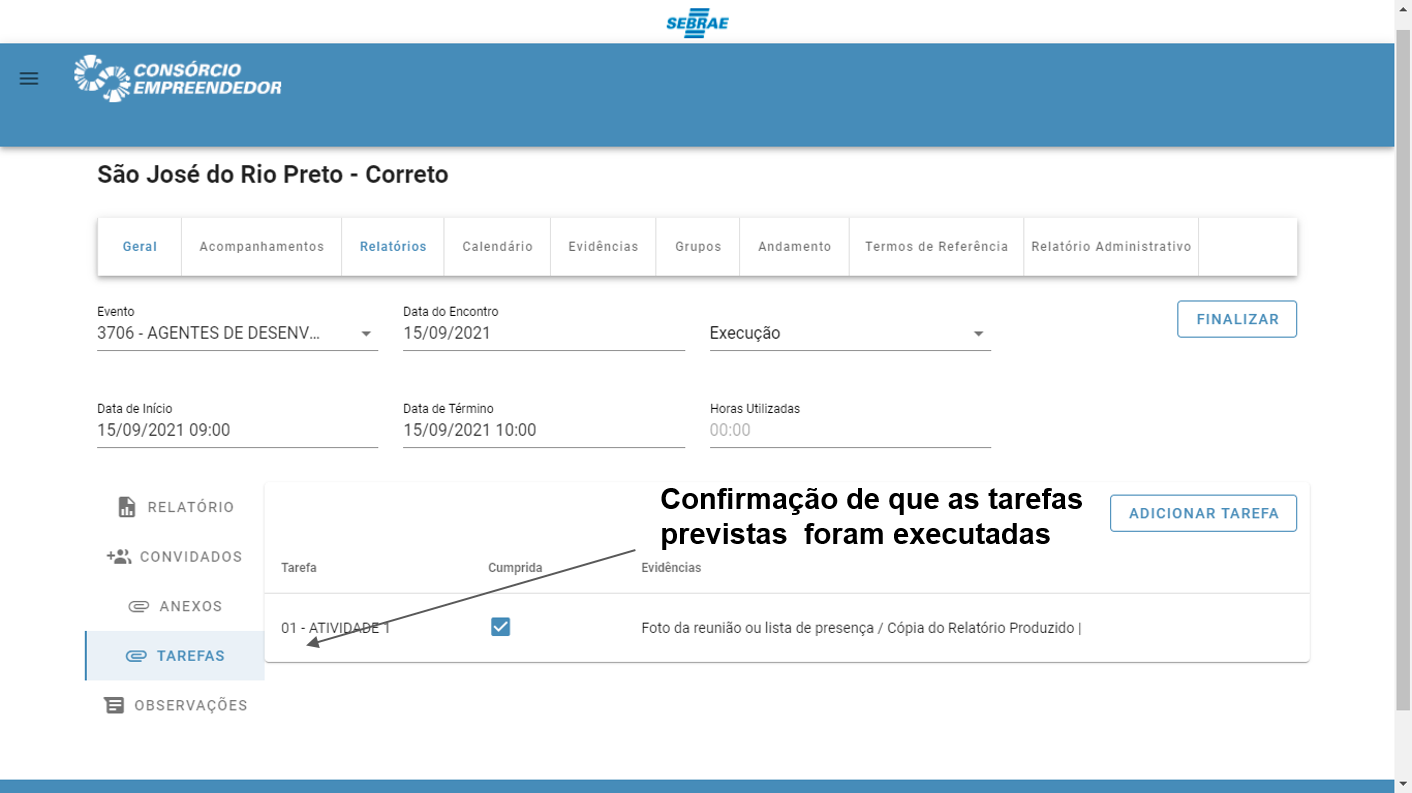 SEBRAE
CONSÓRCIO
EMPREENDEDOR
São José do Rio Preto - Correto
Geral Acompanhamentos Relatórios Calendário Evidências Grupos Andamento Termos de Referência Relatório Administrativo
Evento Data do Encontro
3706 - AGENTES DE DESENV... 15/09/2021 Execução FINALIZAR
Data de Início Data de Término Horas Utilizadas
15/09/2021 09:00 15/09/2021 10:00 00:00
RELATÓRIO
CONVIDADOS
ANEXOS
TAREFAS
OBSERVAÇÕES
Confirmação de que as tarefas
previstas foram executadas
ADICIONAR TAREFA
Tarefa Cumprida Evidências
01 - ATIVIDADE 1 Foto da reunião ou lista de presença / Cópia do Relatório Produzido |